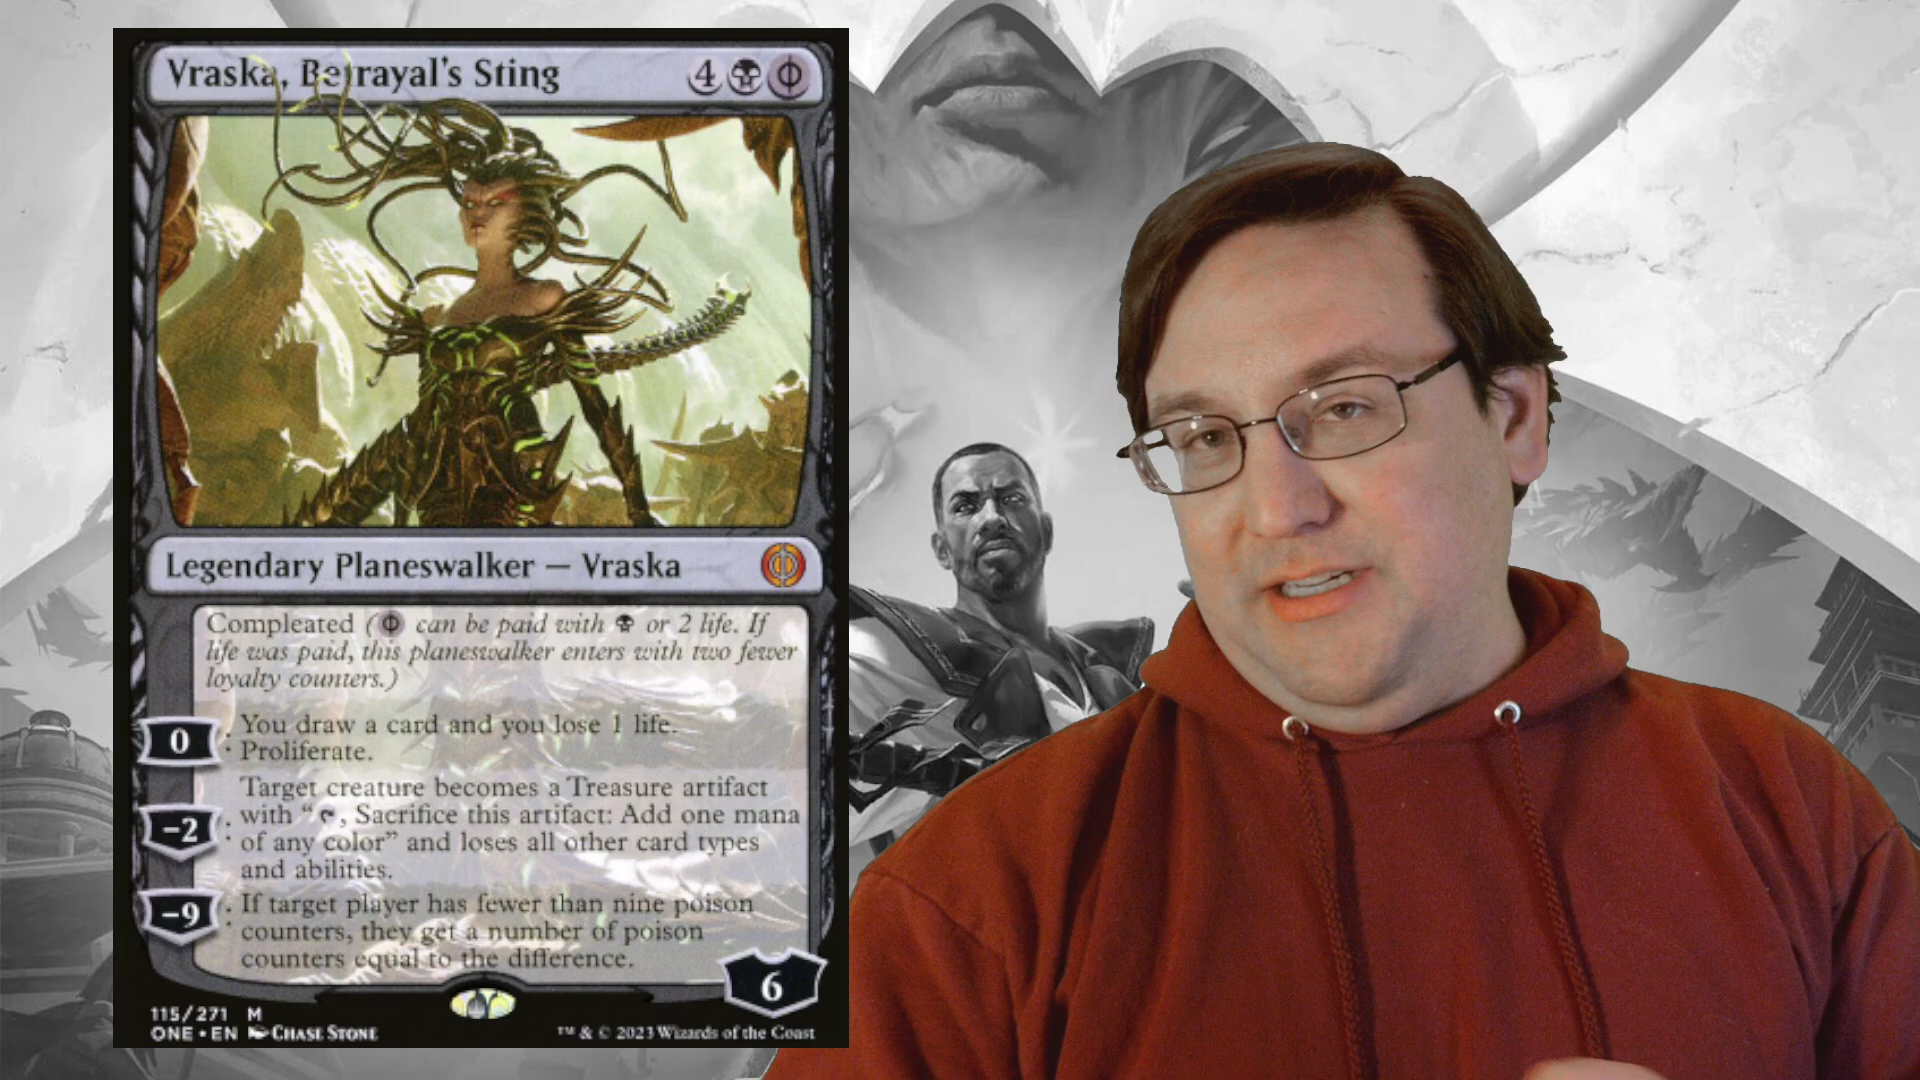 Vraska, Betrayal's Sting 4
Legendary Planeswalker — Vraska
Compleated ( can be paid with or 2 life. If
life was paid, this planeswalker enters with two fewer
loyalty counters.)
0: You draw a card and you lose 1 life.
Proliferate.
−2: Target creature becomes a Treasure artifact
with “, Sacrifice this artifact: Add one mana
of any color” and loses all other card types
and abilities.
−9: If target player has fewer than nine poison
counters, they get a number of poison
counters equal to the difference.
6
115/271 M
ONE • EN CHASE STONE
™ & © 2023 Wizards of the Coast